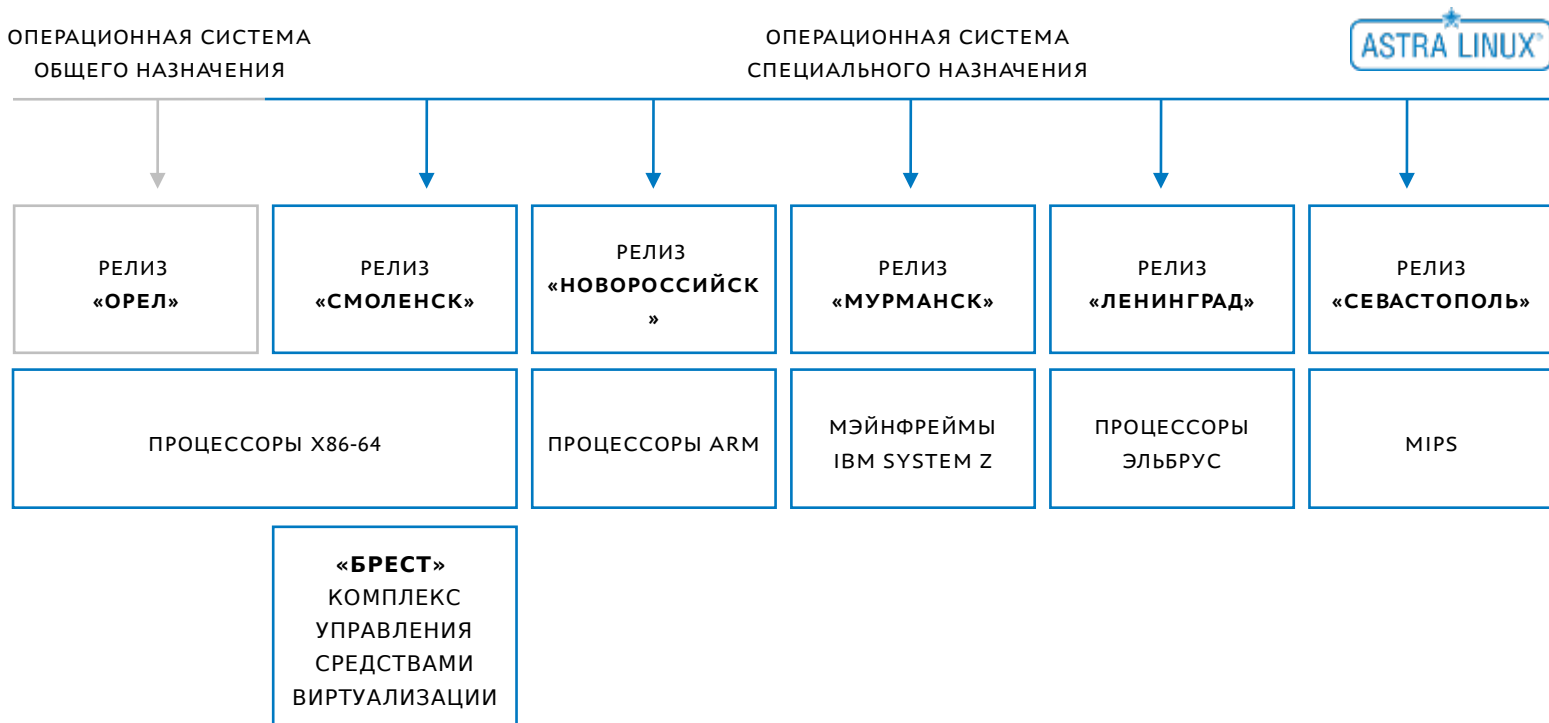 ОПЕРАЦИОННАЯ СИСТЕМА
ОБЩЕГО НАЗНАЧЕНИЯ
ОПЕРАЦИОННАЯ СИСТЕМА
СПЕЦИАЛЬНОГО НАЗНАЧЕНИЯ
ASTRA LINUX®
РЕЛИЗ
«ОРЕЛ»
РЕЛИЗ
«СМОЛЕНСК»
РЕЛИЗ
«НОВОРОССИЙСК
»
РЕЛИЗ
«МУРМАНСК»
РЕЛИЗ
«ЛЕНИНГРАД»
РЕЛИЗ
«СЕВАСТОПОЛЬ»
ПРОЦЕССОРЫ X86-64
ПРОЦЕССОРЫ ARM
МЭЙНФРЕЙМЫ
IBM SYSTEM Z
ПРОЦЕССОРЫ
ЭЛЬБРУС
MIPS
«БРЕСТ»
КОМПЛЕКС
УПРАВЛЕНИЯ
СРЕДСТВАМИ
ВИРТУАЛИЗАЦИИ